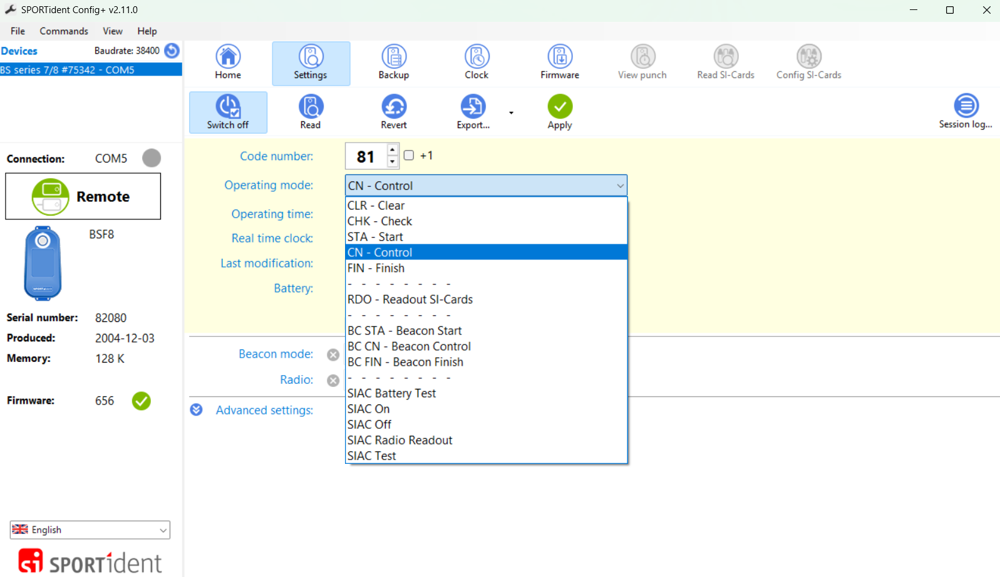 SPORTident Config+ v2.11.0
File Commands View Help
Devices Baudrate: 38400
BS series 7/8 #75342 - COM5
Home Settings Backup Clock Firmware View punch Read SI-Cards Config SI-Cards
Switch off Read Revert Export... Apply Session log...
Connection: COM5
Remote
BSF8
Serial number: 82080
Produced: 2004-12-03
Memory: 128 K
Firmware: 656
English
SPORTident
Code number: 81 +1
Operating mode: CN - Control
Operating time:
Real time clock:
Last modification:
Battery:
Beacon mode:
Radio:
Advanced settings:
CLR - Clear
CHK - Check
STA - Start
CN - Control
FIN - Finish
- - - - - - - -
RDO - Readout SI-Cards
- - - - - - - -
BC STA - Beacon Start
BC CN - Beacon Control
BC FIN - Beacon Finish
- - - - - - - -
SIAC Battery Test
SIAC On
SIAC Off
SIAC Radio Readout
SIAC Test